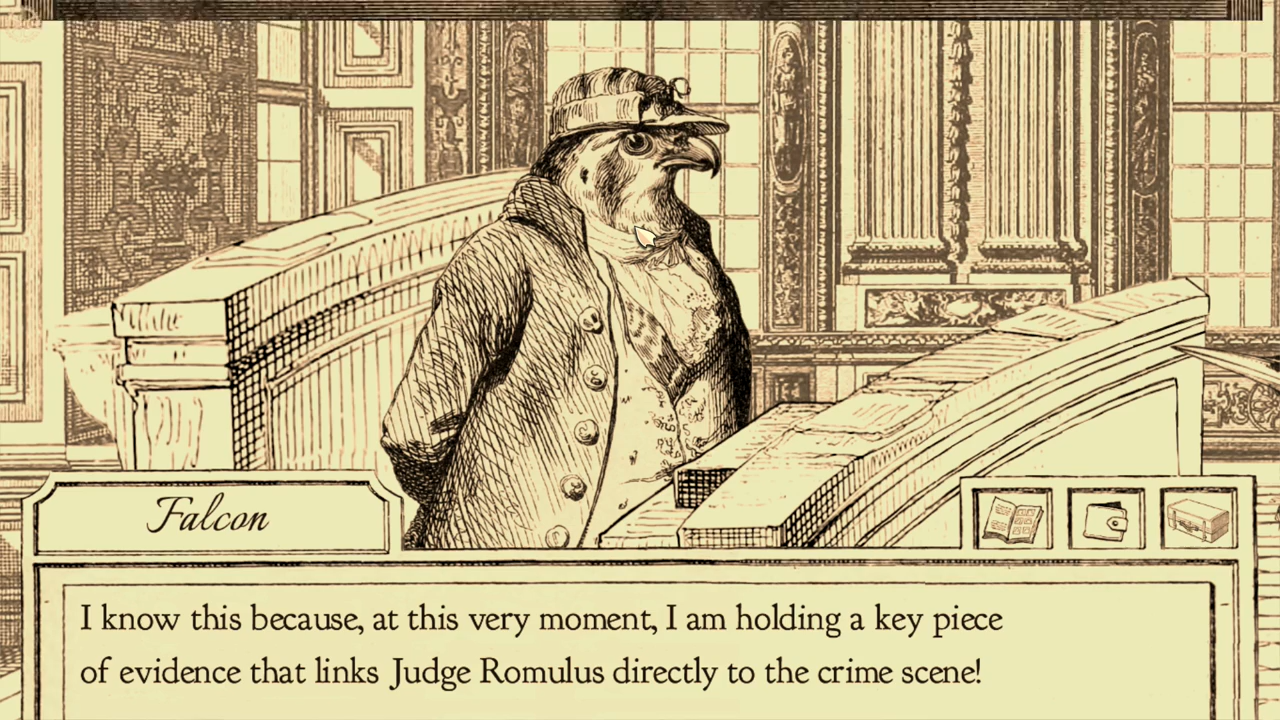 Falcon
I know this because, at this very moment, I am holding a key piece
of evidence that links Judge Romulus directly to the crime scene!